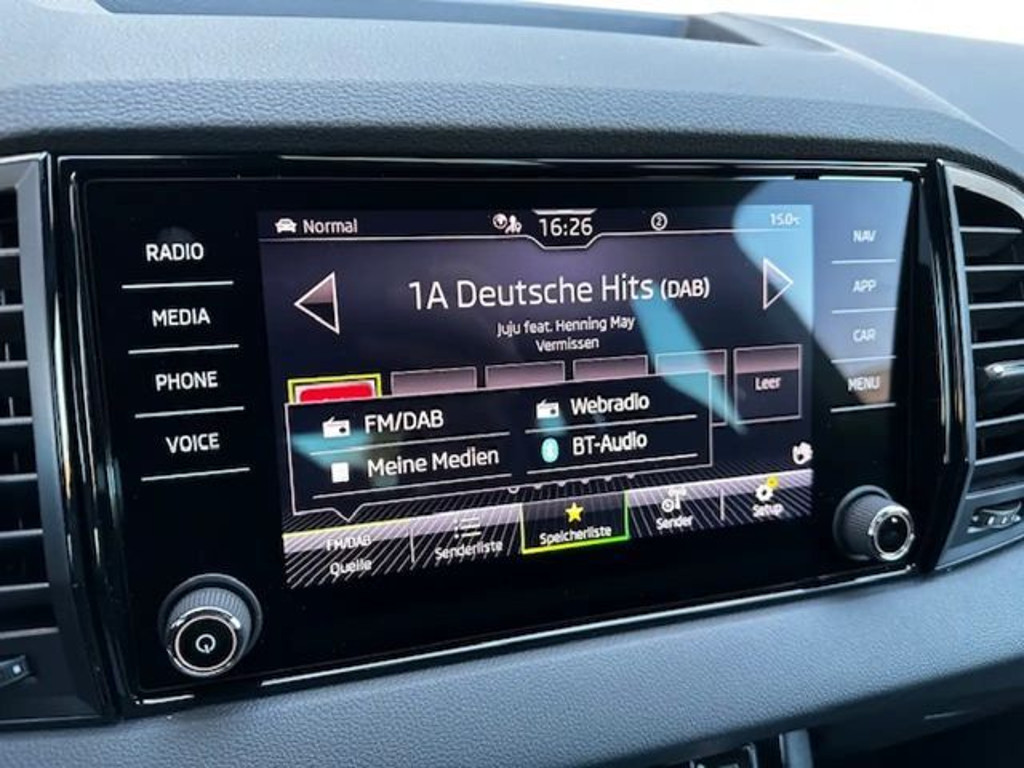 RADIO
MEDIA
PHONE
VOICE
Normal
16:26
2
15.0°C
1A Deutsche Hits (DAB)
Juju feat. Henning May
Vermissen
Leer
FM/DAB
Webradio
Meine Medien
BT-Audio
FM/DAB
Quelle
Senderliste
Speicherliste
Sender
Setup
NAV
APP
CAR
MENU